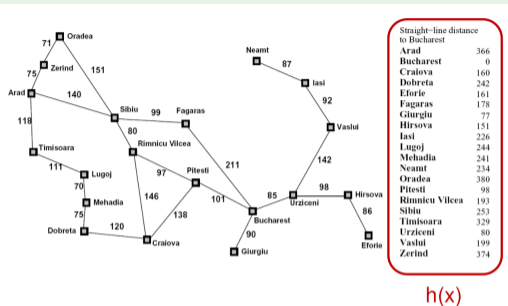 Oradea
71
Neamt
87
Zerind
75
151
Iasi
Arad
140
92
Sibiu
99
Fagaras
118
80
Vaslui
Rimnicu Vilcea
Timisoara
142
111
211
Lugoj
97
Pitesti
70
98
Hirsova
146
85
Mehadia
101
Urziceni
138
86
75
120
Bucharest
Dobreta
90
Craiova
Eforie
Giurgiu
Straight-line distance
to Bucharest
Arad 366
Bucharest 0
Craiova 160
Dobreta 242
Eforie 161
Fagaras 178
Giurgiu 77
Hirsova 151
Iasi 226
Lugoj 244
Mehadia 241
Neamt 234
Oradea 380
Pitesti 98
Rimnicu Vilcea 193
Sibiu 253
Timisoara 329
Urziceni 80
Vaslui 199
Zerind 374
h(x)